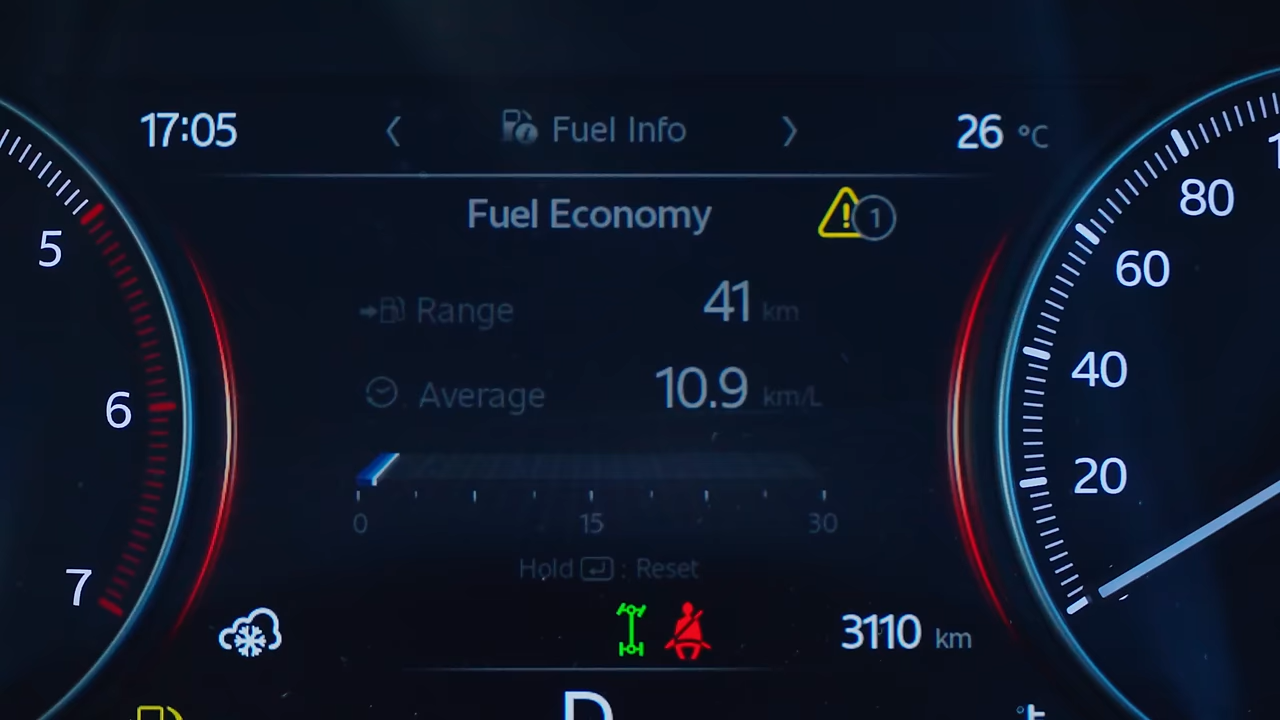 17:05 Fuel Info 26 °C
Fuel Economy 1
80
5 Range 41 km 60
Average 10.9 km/L 40
6
20
0 15 30
Hold : Reset
7
3110 km
D